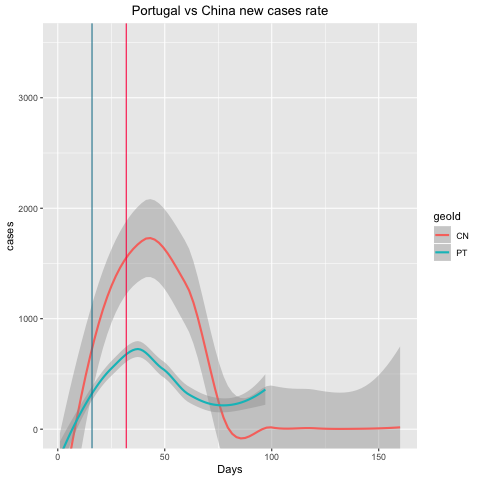 Portugal vs China new cases rate
3000
2000
1000
0
cases
0 50 100 150
Days
geoId
CN
PT